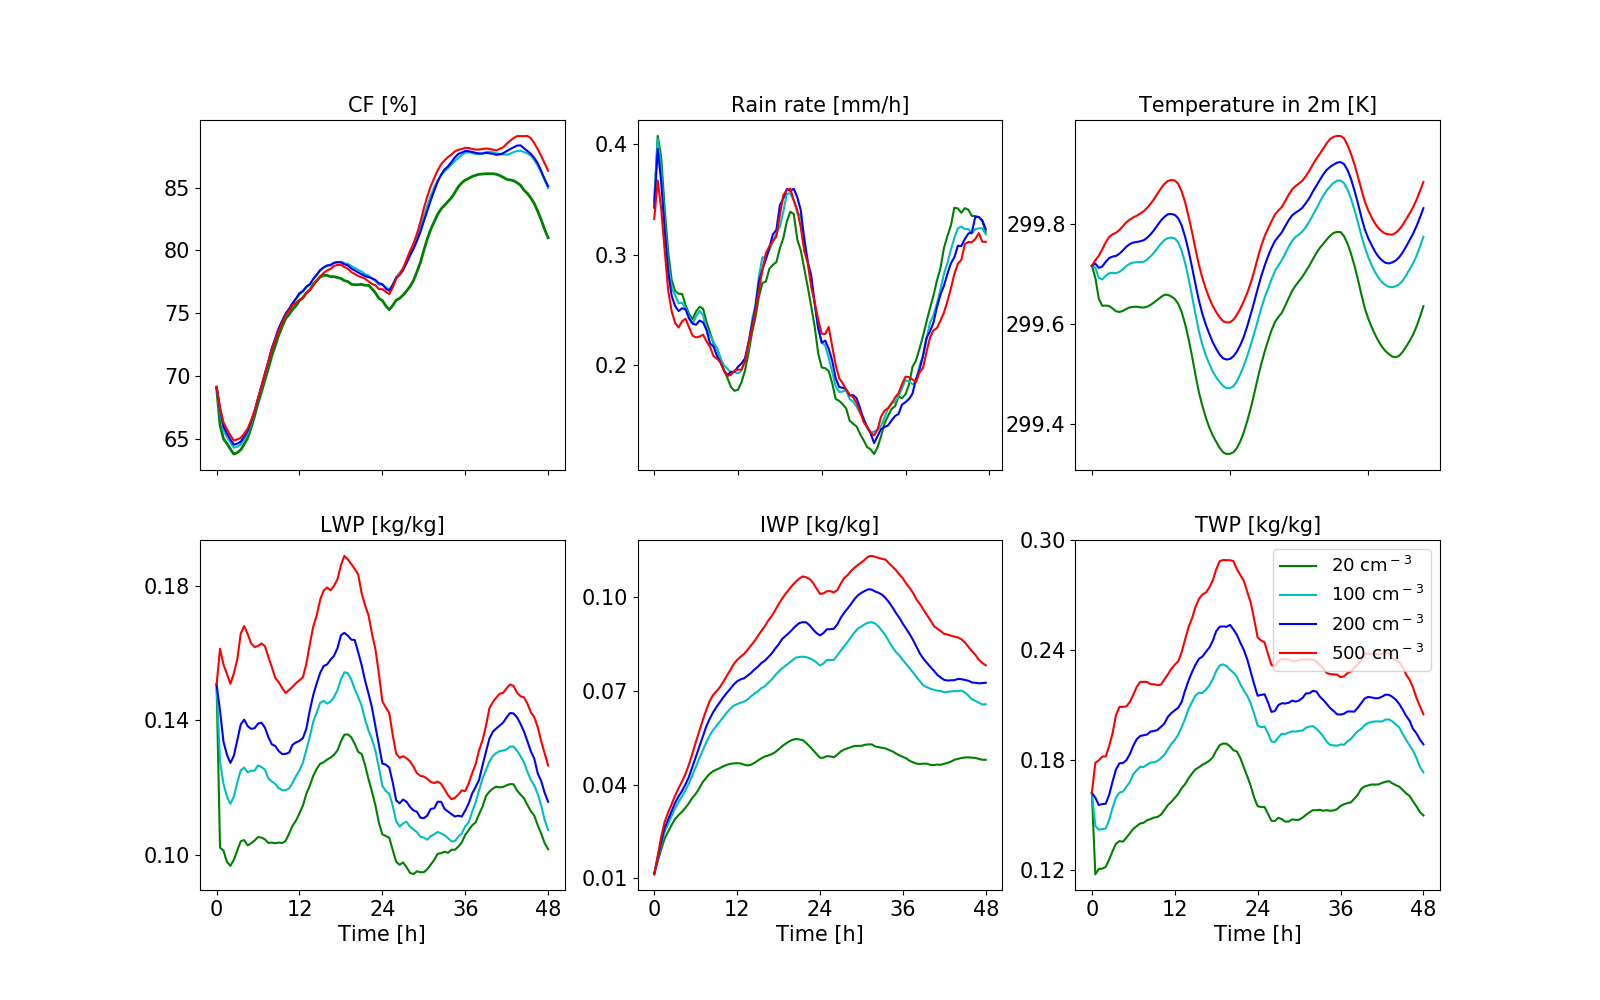 CF [%]
Rain rate [mm/h]
Temperature in 2m [K]
85
80
75
70
65
0.4
0.3
0.2
299.8
299.6
299.4
LWP [kg/kg]
IWP [kg/kg]
TWP [kg/kg]
0.18
0.14
0.10
0.10
0.07
0.04
0.01
0.30
0.24
0.18
0.12
20 cm⁻³
100 cm⁻³
200 cm⁻³
500 cm⁻³
0 12 24 36 48
0 12 24 36 48
0 12 24 36 48
Time [h]
Time [h]
Time [h]